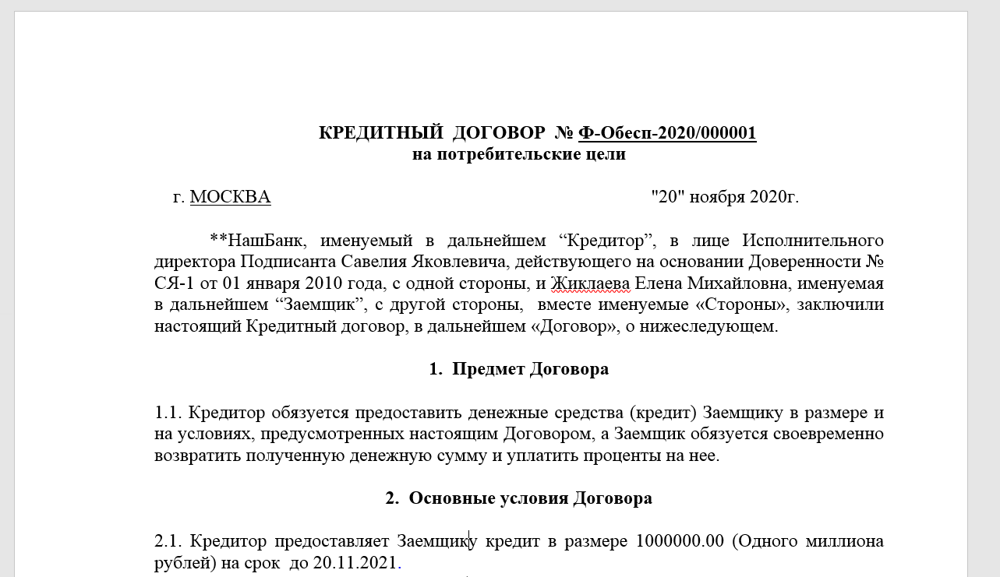 КРЕДИТНЫЙ ДОГОВОР № Ф-Обесп-2020/000001
на потребительские цели
г. МОСКВА "20" ноября 2020г.
**НашБанк, именуемый в дальнейшем “Кредитор”, в лице Исполнительного
директора Подписанта Савелия Яковлевича, действующего на основании Доверенности №
СЯ-1 от 01 января 2010 года, с одной стороны, и Жиклаева Елена Михайловна, именуемая
в дальнейшем “Заемщик”, с другой стороны, вместе именуемые «Стороны», заключили
настоящий Кредитный договор, в дальнейшем «Договор», о нижеследующем.
1. Предмет Договора
1.1. Кредитор обязуется предоставить денежные средства (кредит) Заемщику в размере и
на условиях, предусмотренных настоящим Договором, а Заемщик обязуется своевременно
возвратить полученную денежную сумму и уплатить проценты на нее.
2. Основные условия Договора
2.1. Кредитор предоставляет Заемщику кредит в размере 1000000.00 (Одного миллиона
рублей) на срок до 20.11.2021.